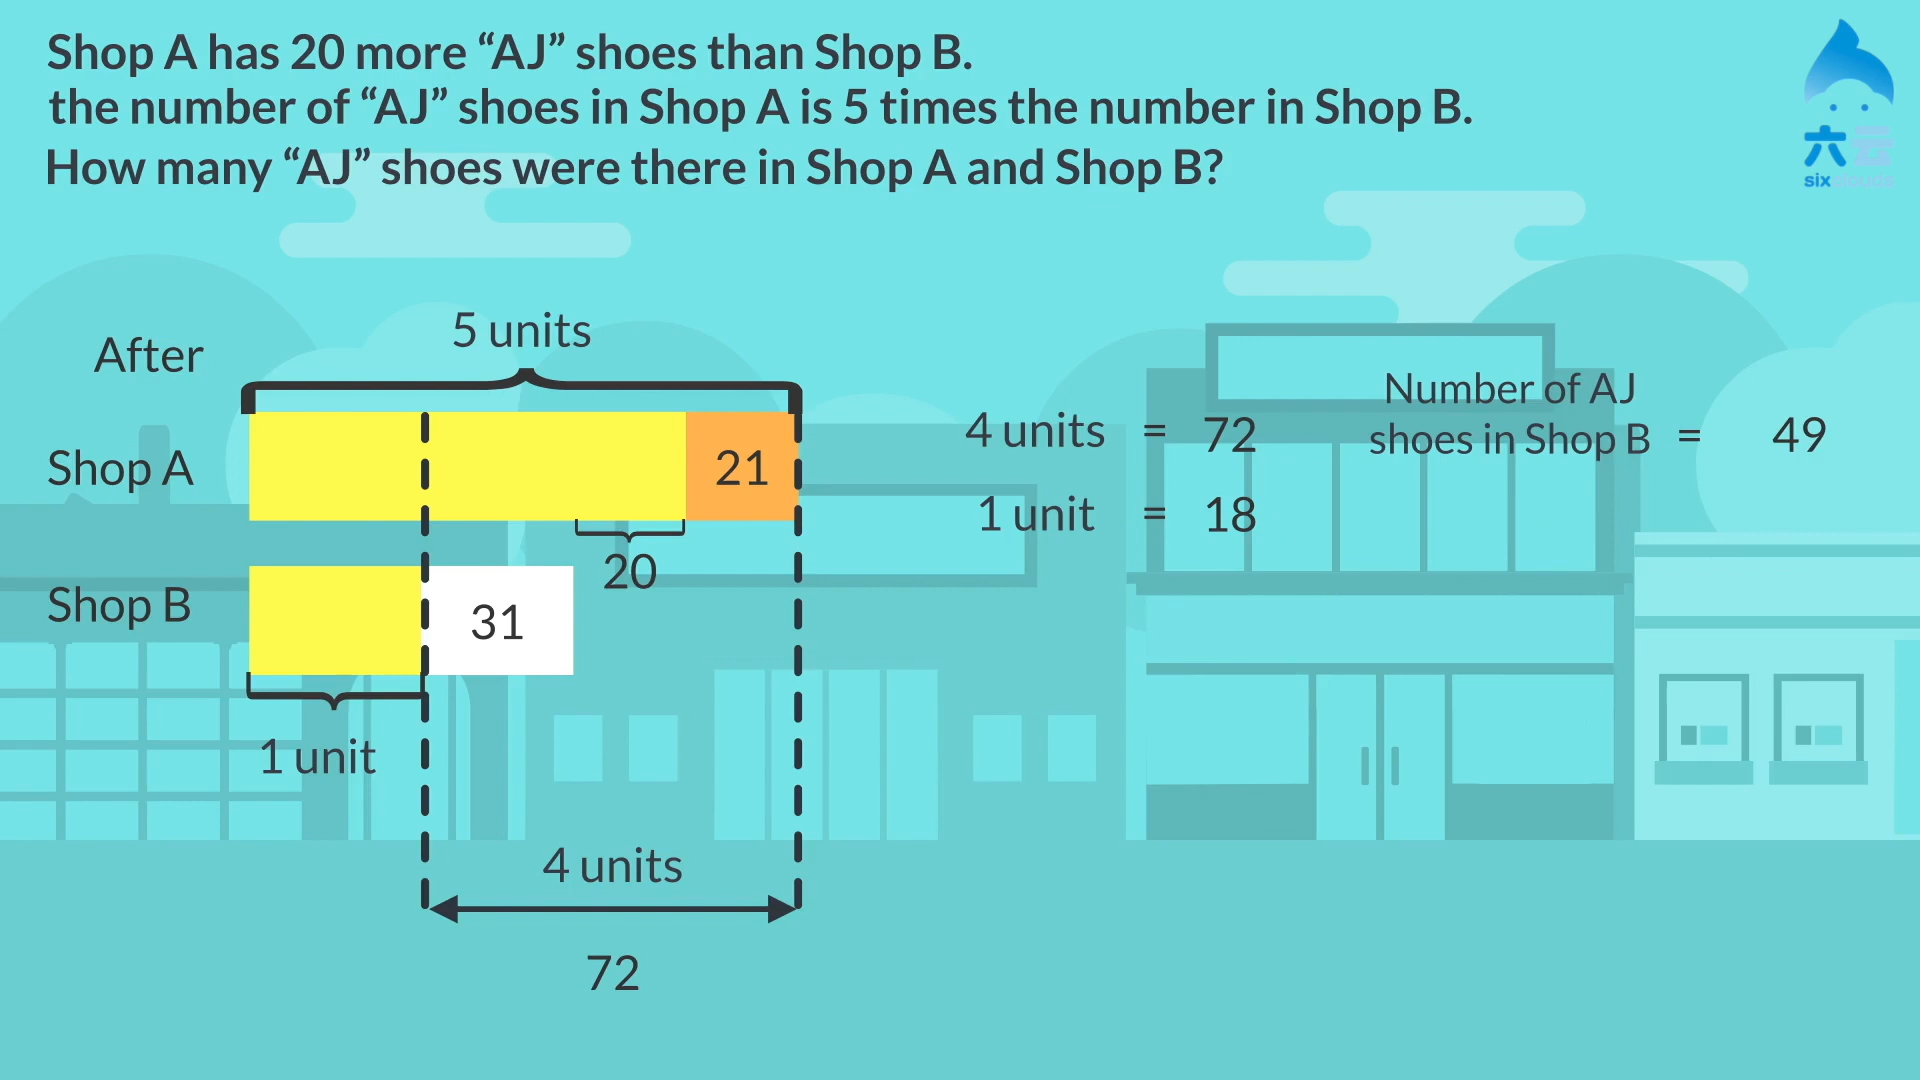 Shop A has 20 more “AJ” shoes than Shop B.
the number of “AJ” shoes in Shop A is 5 times the number in Shop B.
How many “AJ” shoes were there in Shop A and Shop B?
六云
sixclouds
After
5 units
Shop A
21
20
Shop B
31
1 unit
4 units
72
4 units = 72
1 unit = 18
Number of AJ
shoes in Shop B = 49